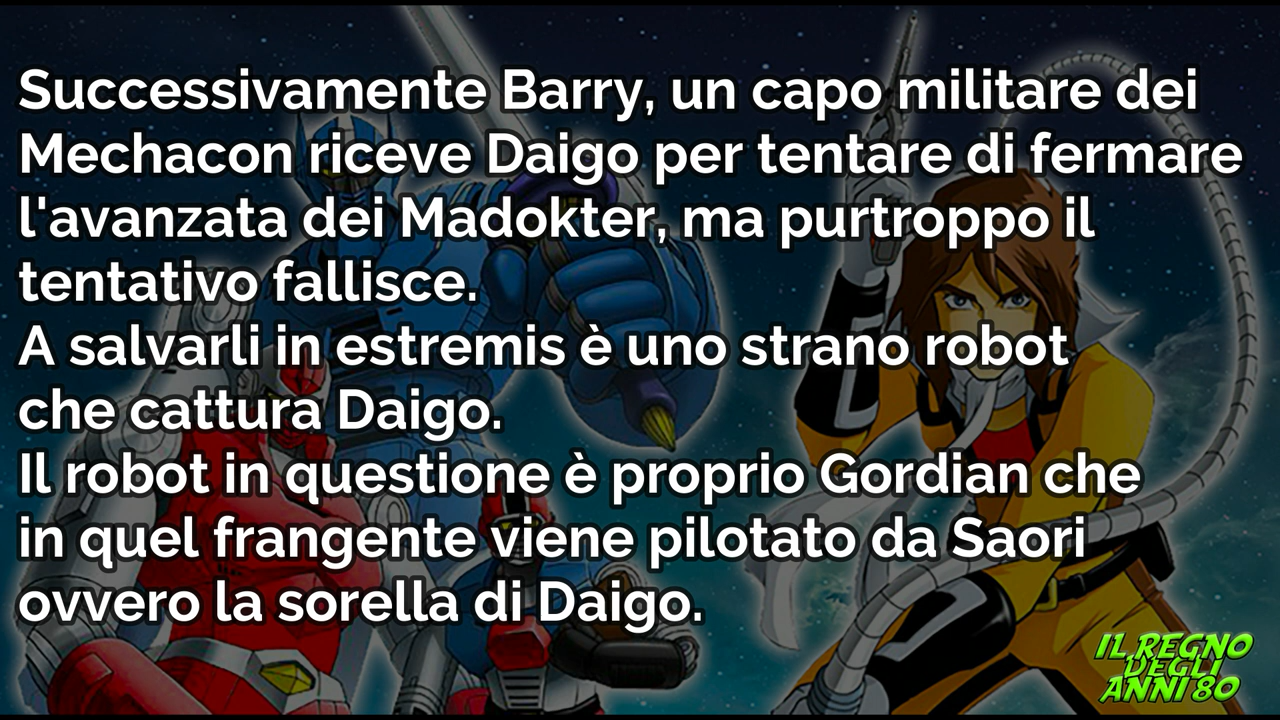 Successivamente Barry, un capo militare dei
Mechacon riceve Daigo per tentare di fermare
l'avanzata dei Madokter, ma purtroppo il
tentativo fallisce.
A salvarli in estremis è uno strano robot
che cattura Daigo.
Il robot in questione è proprio Gordian che
in quel frangente viene pilotato da Saori
ovvero la sorella di Daigo.
IL REGNO
DEGLI
ANNI 80